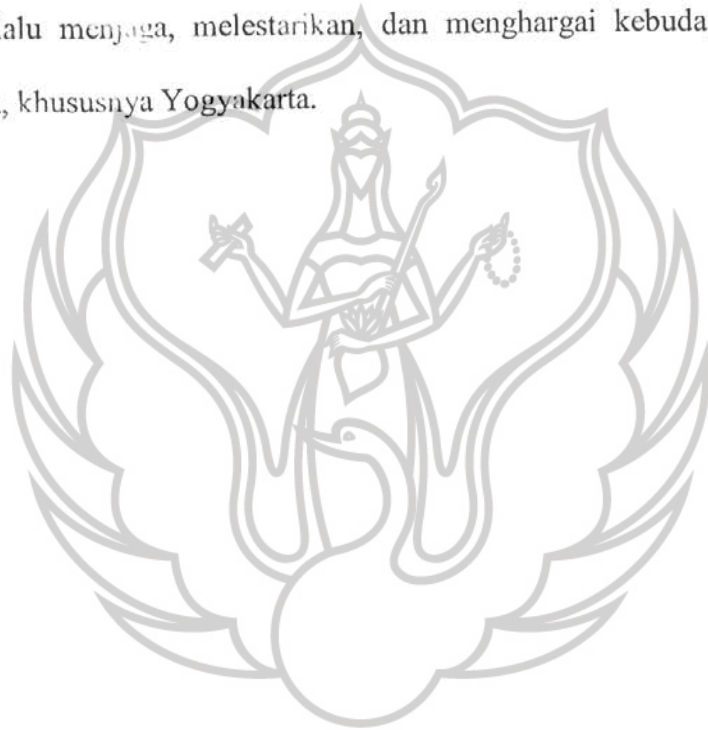 alu menjaga, melestarikan, dan menghargai kebuda
, khususnya Yogyakarta.